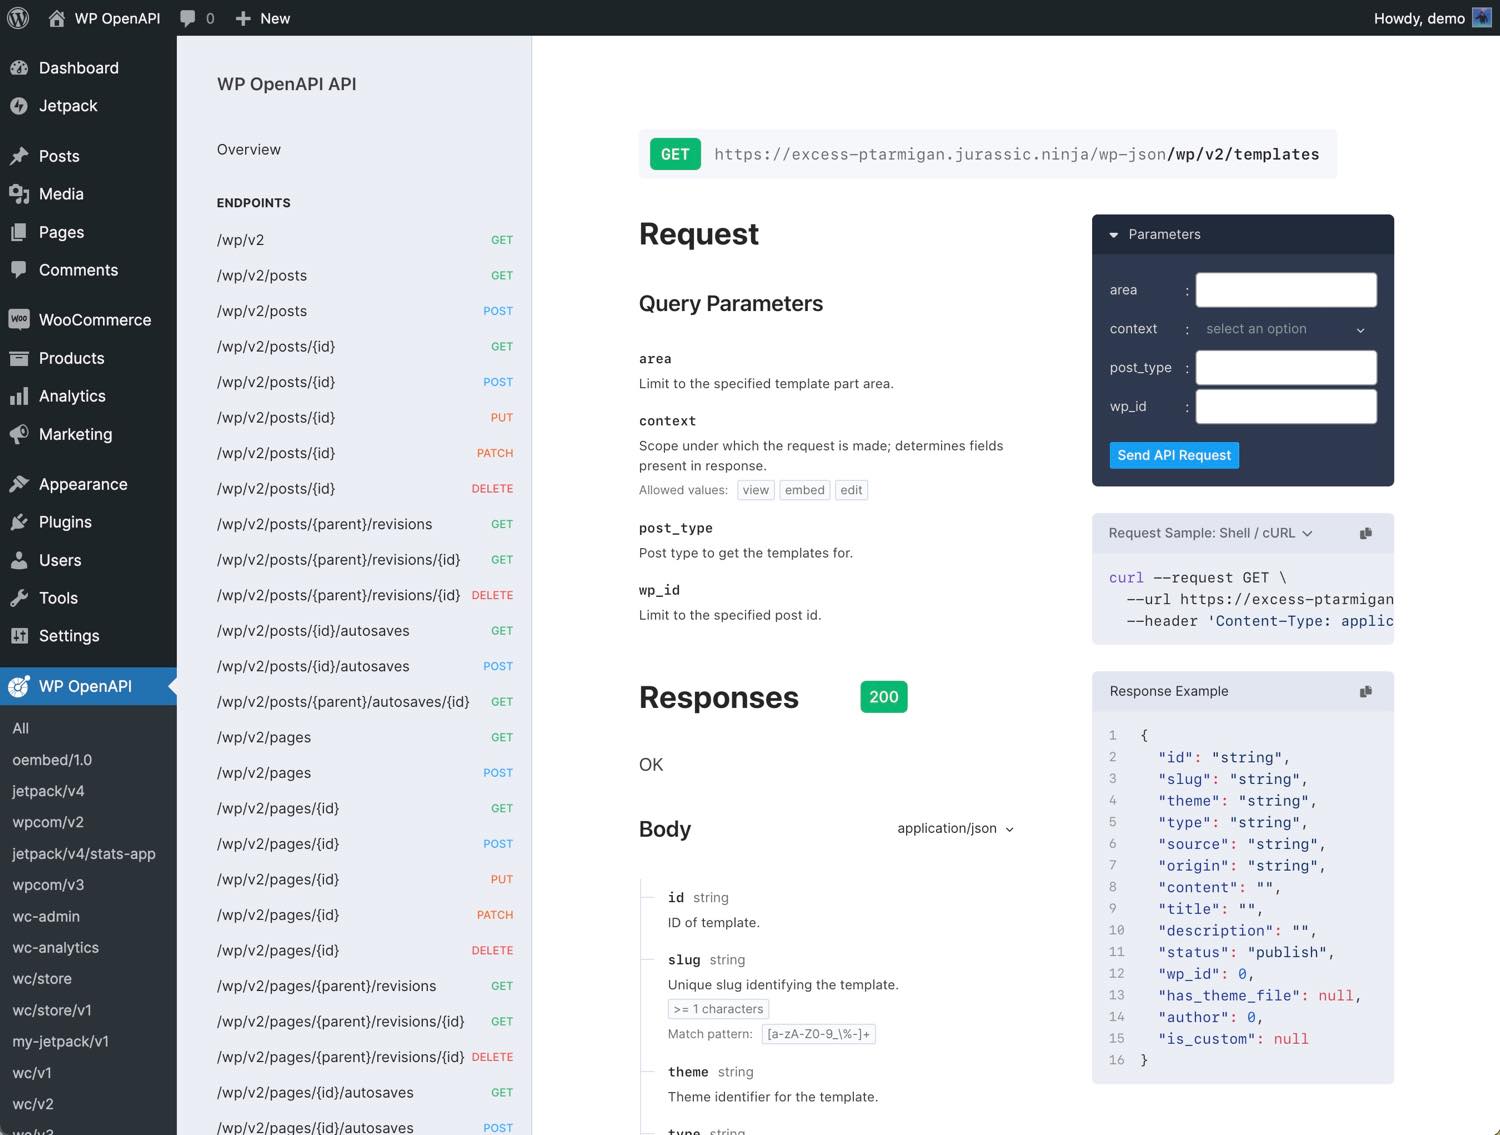 WP OpenAPI
0
New
Howdy, demo
Dashboard
Jetpack
Posts
Media
Pages
Comments
WooCommerce
Products
Analytics
Marketing
Appearance
Plugins
Users
Tools
Settings
WP OpenAPI
All
oembed/1.0
jetpack/v4
wpcom/v2
jetpack/v4/stats-app
wpcom/v3
wc-admin
wc-analytics
wc/store
wc/store/v1
my-jetpack/v1
wc/v1
wc/v2
wc/v3
WP OpenAPI API
Overview
ENDPOINTS
/wp/v2 GET
/wp/v2/posts GET
/wp/v2/posts POST
/wp/v2/posts/{id} GET
/wp/v2/posts/{id} POST
/wp/v2/posts/{id} PUT
/wp/v2/posts/{id} PATCH
/wp/v2/posts/{id} DELETE
/wp/v2/posts/{parent}/revisions GET
/wp/v2/posts/{parent}/revisions/{id} GET
/wp/v2/posts/{parent}/revisions/{id} DELETE
/wp/v2/posts/{id}/autosaves GET
/wp/v2/posts/{id}/autosaves POST
/wp/v2/posts/{parent}/autosaves/{id} GET
/wp/v2/pages GET
/wp/v2/pages POST
/wp/v2/pages/{id} GET
/wp/v2/pages/{id} POST
/wp/v2/pages/{id} PUT
/wp/v2/pages/{id} PATCH
/wp/v2/pages/{id} DELETE
/wp/v2/pages/{parent}/revisions GET
/wp/v2/pages/{parent}/revisions/{id} GET
/wp/v2/pages/{parent}/revisions/{id} DELETE
/wp/v2/pages/{id}/autosaves GET
/wp/v2/pages/{id}/autosaves POST
GET https://excess-ptarmigan.jurassic.ninja/wp-json/wp/v2/templates
Request
Query Parameters
area
Limit to the specified template part area.
context
Scope under which the request is made; determines fields
present in response.
Allowed values: view embed edit
post_type
Post type to get the templates for.
wp_id
Limit to the specified post id.
Responses 200
OK
Body application/json
id string
ID of template.
slug string
Unique slug identifying the template.
>= 1 characters
Match pattern: [a-zA-Z0-9_\%-]+
theme string
Theme identifier for the template.
type string
Parameters
area :
context : select an option
post_type :
wp_id :
Send API Request
Request Sample: Shell / cURL
curl --request GET \
--url https://excess-ptarmigan
--header 'Content-Type: applic
Response Example
1 {
2 "id": "string",
3 "slug": "string",
4 "theme": "string",
5 "type": "string",
6 "source": "string",
7 "origin": "string",
8 "content": "",
9 "title": "",
10 "description": "",
11 "status": "publish",
12 "wp_id": 0,
13 "has_theme_file": null,
14 "author": 0,
15 "is_custom": null
16 }